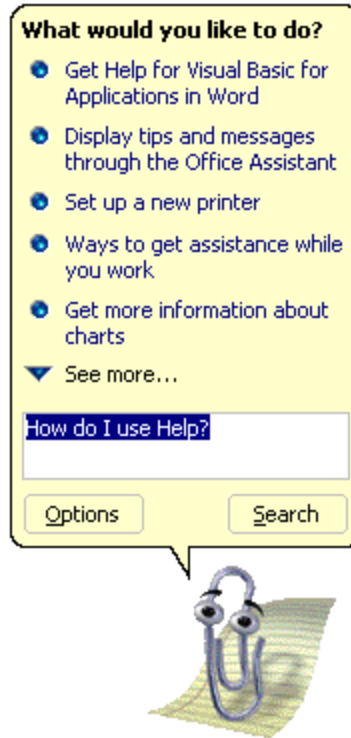 What would you like to do?
Get Help for Visual Basic for
Applications in Word
Display tips and messages
through the Office Assistant
Set up a new printer
Ways to get assistance while
you work
Get more information about
charts
See more...
How do I use Help?
Options
Search